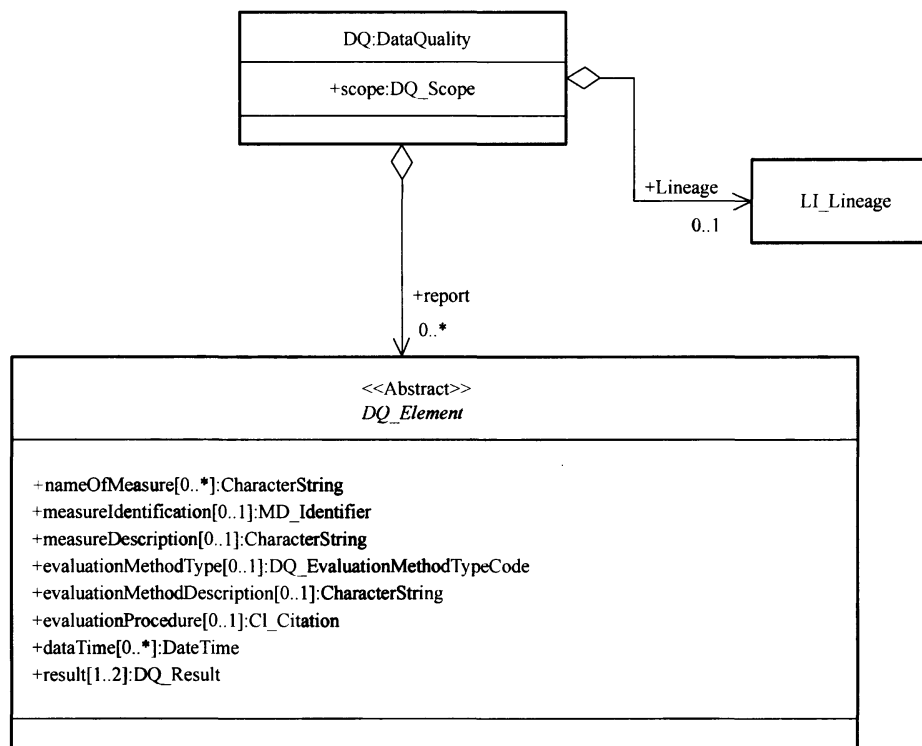 DQ:DataQuality
+scope:DQ_Scope
+Lineage
0..1
LI_Lineage
+report
0..*
<<Abstract>>
DQ_Element
+nameOfMeasure[0..*]:CharacterString
+measureIdentification[0..1]:MD_Identifier
+measureDescription[0..1]:CharacterString
+evaluationMethodType[0..1]:DQ_EvaluationMethodTypeCode
+evaluationMethodDescription[0..1]:CharacterString
+evaluationProcedure[0..1]:CI_Citation
+dataTime[0..*]:DateTime
+result[1..2]:DQ_Result